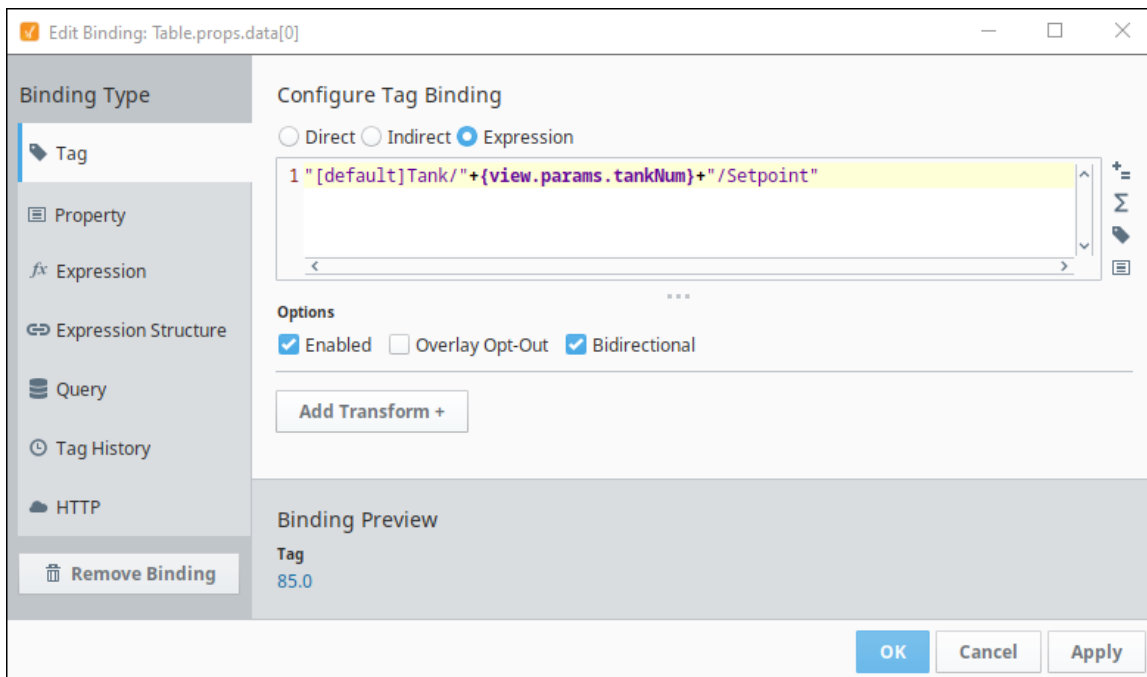 Edit Binding: Table.props.data[0]
Binding Type
Tag
Property
fx Expression
Expression Structure
Query
Tag History
HTTP
Remove Binding
Configure Tag Binding
Direct Indirect Expression
1 "[default]Tank/"+{view.params.tankNum}+"/Setpoint"
Options
Enabled Overlay Opt-Out Bidirectional
Add Transform +
Binding Preview
Tag
85.0
OK Cancel Apply